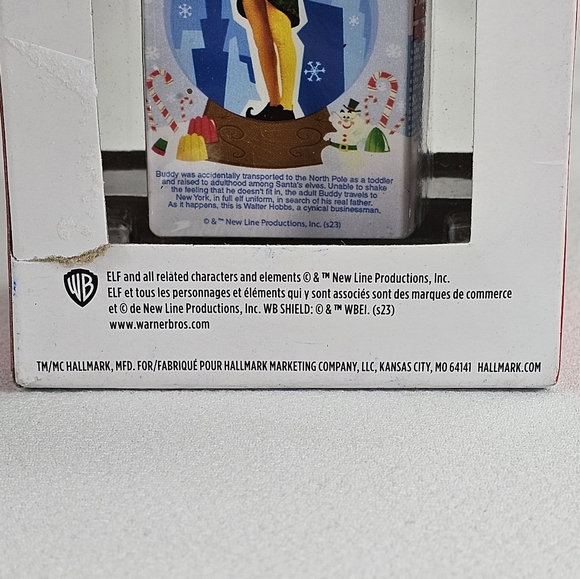 Buddy was accidentally transported to the North Pole as a toddler
and raised to adulthood among Santa's elves. Unable to shake
the feeling that he doesn't fit in, the adult Buddy travels to
New York, in full elf uniform, in search of his real father.
As it happens, this is Walter Hobbs, a cynical businessman.
© & ™ New Line Productions, Inc. (s23)
WB
ELF and all related characters and elements © & ™ New Line Productions, Inc.
ELF et tous les personnages et éléments qui y sont associés sont des marques de commerce
et © de New Line Productions, Inc. WB SHIELD: © & ™ WBEI. (s23)
www.warnerbros.com
TM/MC HALLMARK, MFD. FOR/FABRIQUÉ POUR HALLMARK MARKETING COMPANY, LLC, KANSAS CITY, MO 64141 HALLMARK.COM